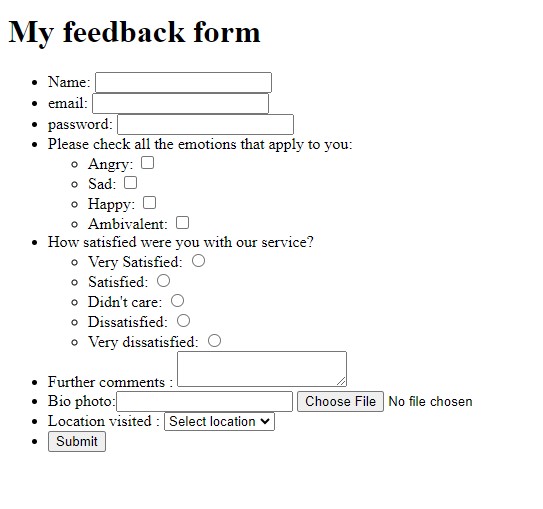 My feedback form
Name:
email:
password:
Please check all the emotions that apply to you:
Angry:
Sad:
Happy:
Ambivalent:
How satisfied were you with our service?
Very Satisfied:
Satisfied:
Didn't care:
Dissatisfied:
Very dissatisfied:
Further comments :
Bio photo: Choose File No file chosen
Location visited : Select location
Submit